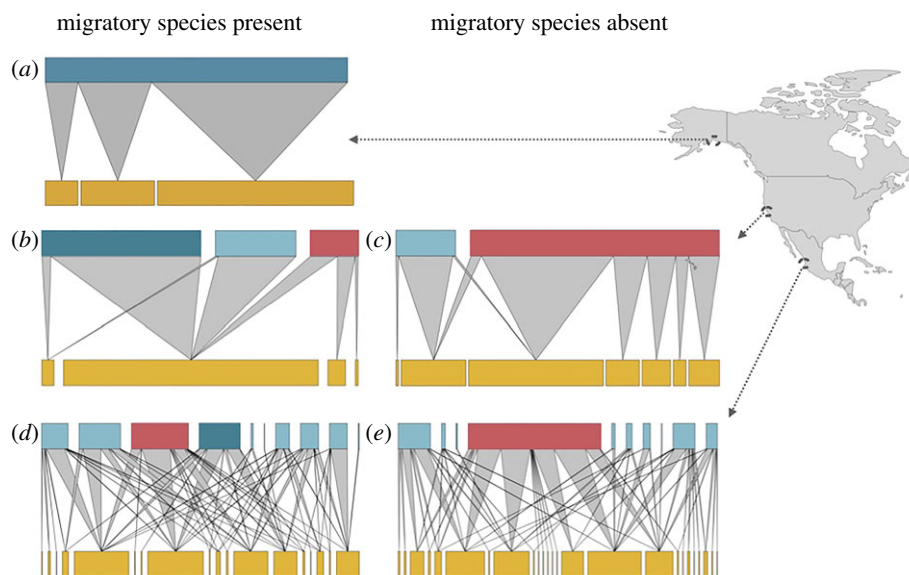 migratory species present migratory species absent
(a)
(b) (c)
(d) (e)